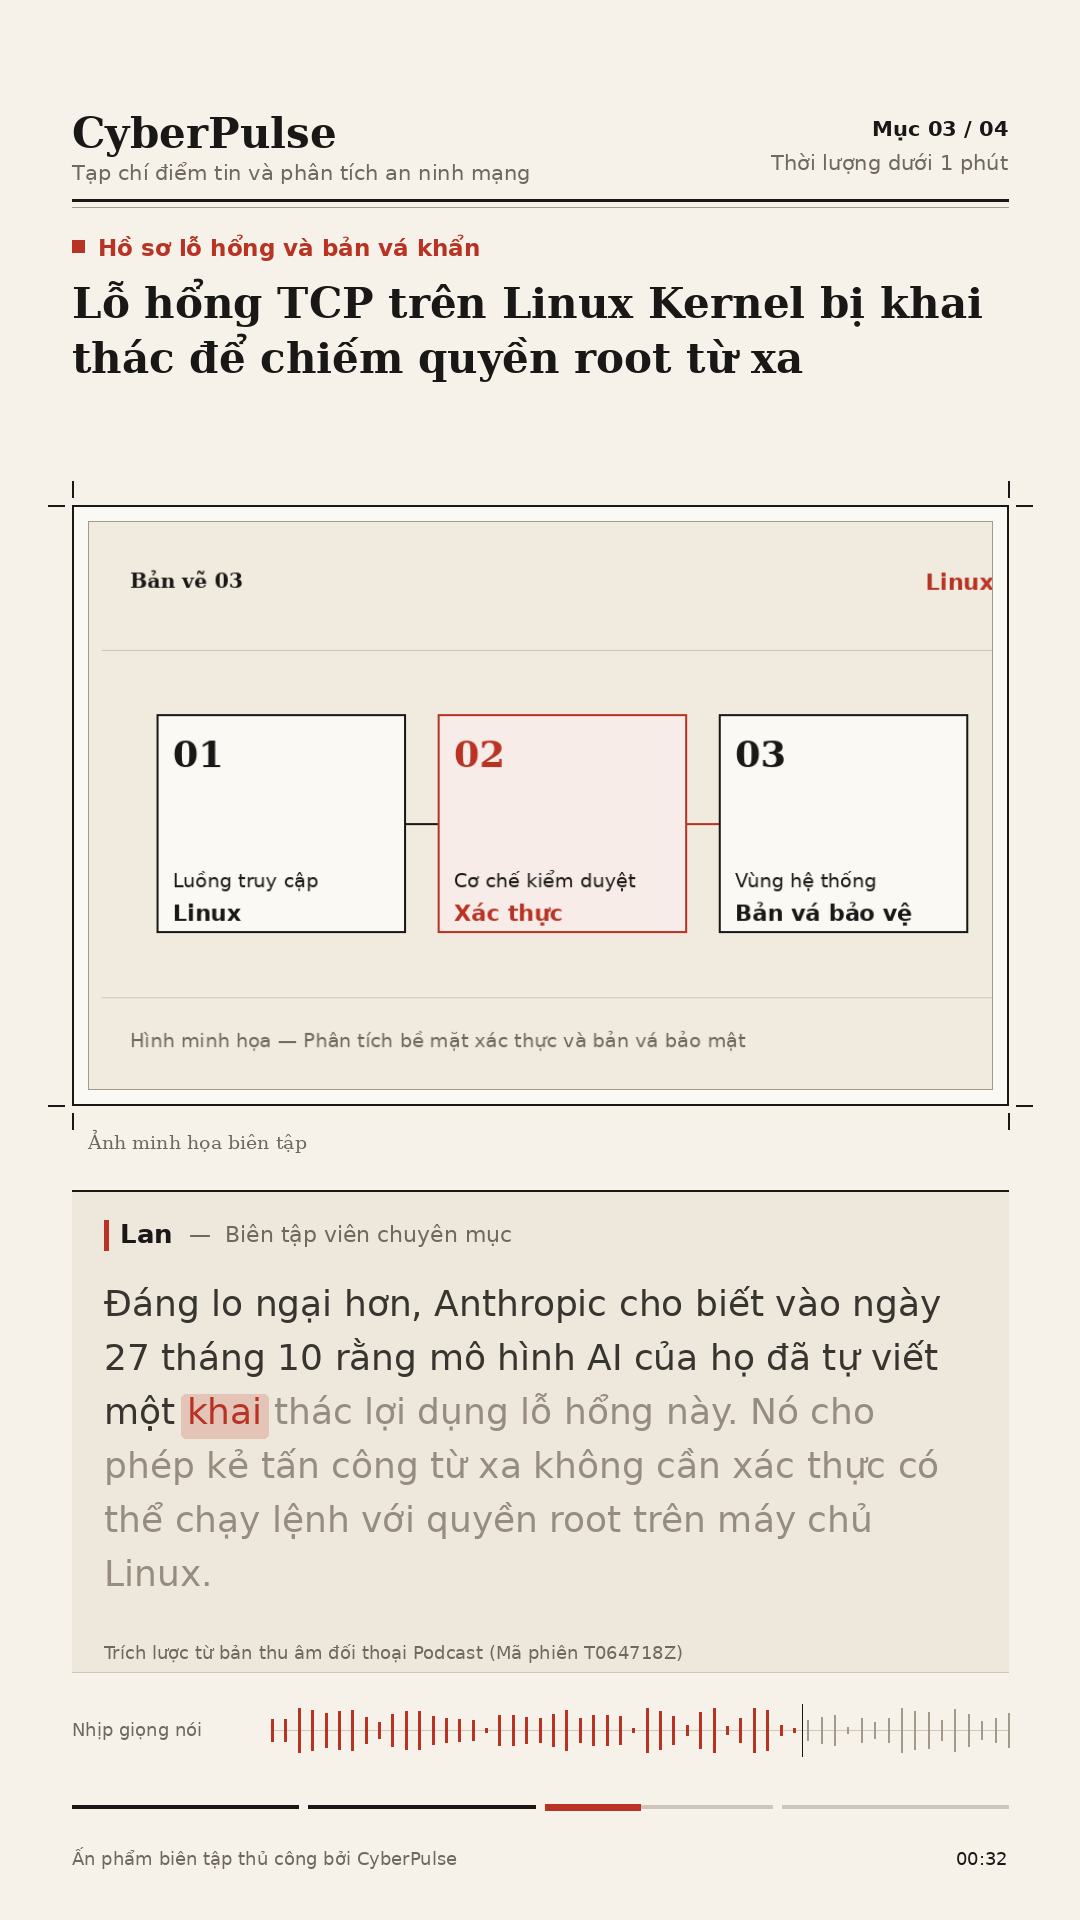 CyberPulse
Tạp chí điểm tin và phân tích an ninh mạng
Mục 03 / 04
Thời lượng dưới 1 phút
Hồ sơ lỗ hổng và bản vá khẩn
Lỗ hổng TCP trên Linux Kernel bị khai
thác để chiếm quyền root từ xa
Bản vẽ 03
Linux
01
Luồng truy cập
Linux
02
Cơ chế kiểm duyệt
Xác thực
03
Vùng hệ thống
Bản vá bảo vệ
Hình minh họa — Phân tích bề mặt xác thực và bản vá bảo mật
Ảnh minh họa biên tập
Lan — Biên tập viên chuyên mục
Đáng lo ngại hơn, Anthropic cho biết vào ngày
27 tháng 10 rằng mô hình AI của họ đã tự viết
một khai thác lợi dụng lỗ hổng này. Nó cho
phép kẻ tấn công từ xa không cần xác thực có
thể chạy lệnh với quyền root trên máy chủ
Linux.
Trích lược từ bản thu âm đối thoại Podcast (Mã phiên T064718Z)
Nhịp giọng nói
Ấn phẩm biên tập thủ công bởi CyberPulse
00:32